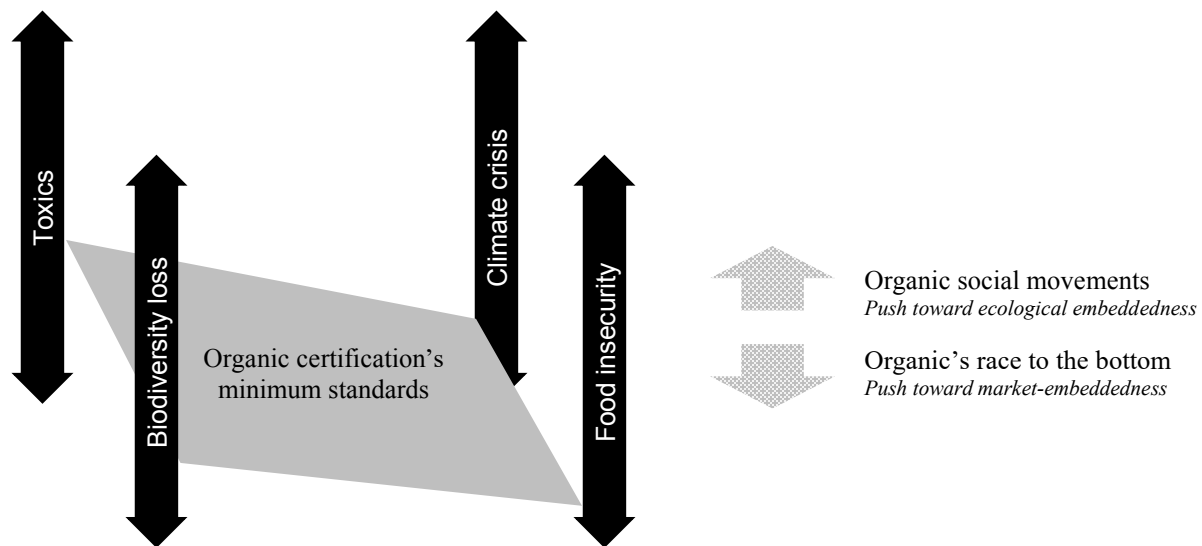 Toxics
Biodiversity loss
Climate crisis
Food insecurity
Organic certification’s
minimum standards
Organic social movements
Push toward ecological embeddedness
Organic’s race to the bottom
Push toward market-embeddedness